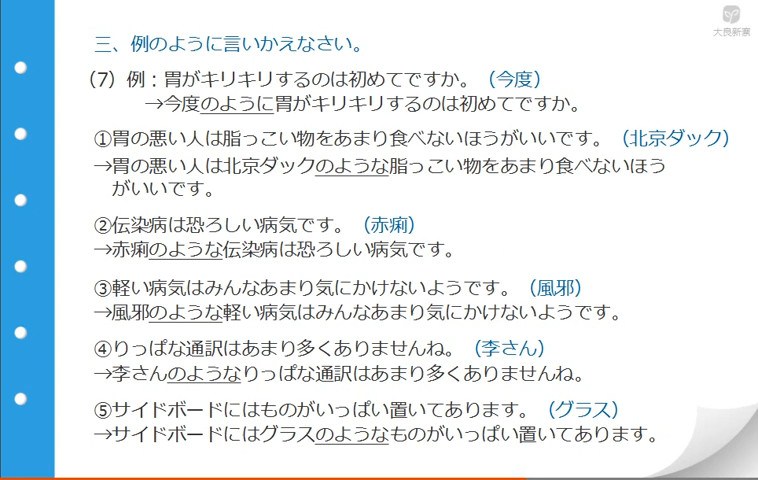 大良新寰
三、例のように言いかえなさい。
（7）例：胃がキリキリするのは初めてですか。（今度）
→今度のように胃がキリキリするのは初めてですか。
①胃の悪い人は脂っこい物をあまり食べないほうがいいです。（北京ダック）
→胃の悪い人は北京ダックのような脂っこい物をあまり食べないほう
がいいです。
②伝染病は恐ろしい病気です。（赤痢）
→赤痢のような伝染病は恐ろしい病気です。
③軽い病気はみんなあまり気にかけないようです。（風邪）
→風邪のような軽い病気はみんなあまり気にかけないようです。
④りっぱな通訳はあまり多くありませんね。（李さん）
→李さんのようなりっぱな通訳はあまり多くありませんね。
⑤サイドボードにはものがいっぱい置いてあります。（グラス）
→サイドボードにはグラスのようなものがいっぱい置いてあります。